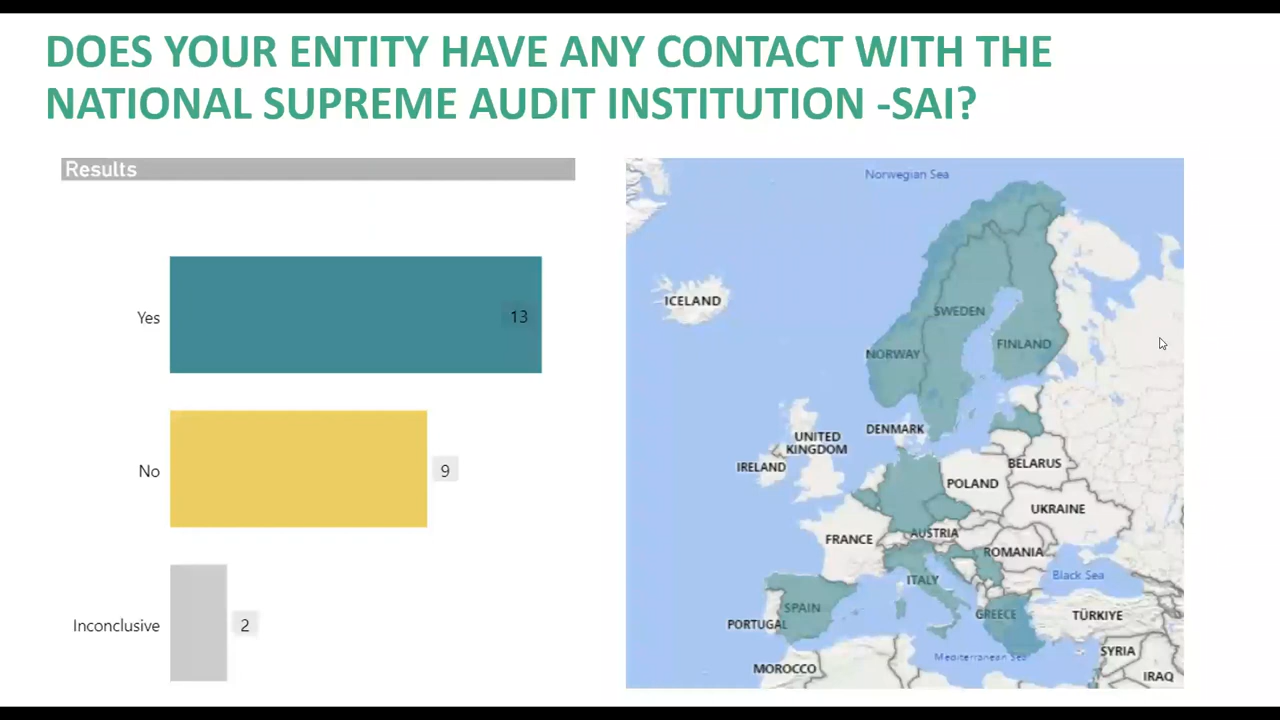 DOES YOUR ENTITY HAVE ANY CONTACT WITH THE
NATIONAL SUPREME AUDIT INSTITUTION -SAI?
Results
Yes
13
No
9
Inconclusive
2
Norwegian Sea
ICELAND
SWEDEN
FINLAND
NORWAY
DENMARK
UNITED
KINGDOM
IRELAND
BELARUS
POLAND
UKRAINE
FRANCE
AUSTRIA
ROMANIA
Black Sea
ITALY
SPAIN
GREECE
TÜRKIYE
PORTUGAL
SYRIA
Mediterranean Sea
MOROCCO
IRAQ